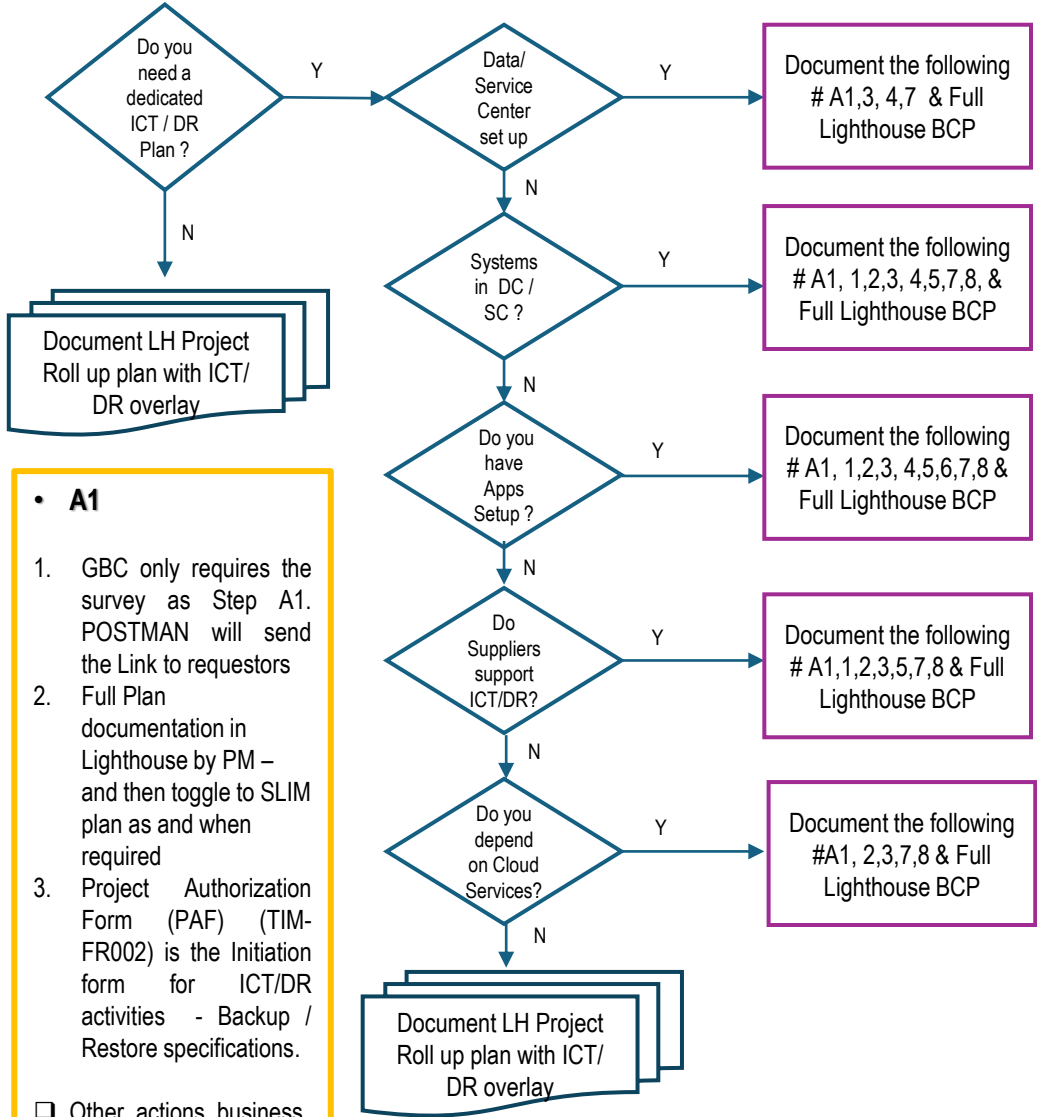 Do you
need a
dedicated
ICT / DR
Plan ?
Y
N
Data/
Service
Center
set up
Y
N
Document the following
# A1,3, 4,7 & Full
Lighthouse BCP
Systems
in DC /
SC ?
Y
N
Document the following
# A1, 1,2,3, 4,5,7,8, &
Full Lighthouse BCP
Document LH Project
Roll up plan with ICT/
DR overlay
Do you
have
Apps
Setup ?
Y
N
Document the following
# A1, 1,2,3, 4,5,6,7,8 &
Full Lighthouse BCP
Do
Suppliers
support
ICT/DR?
Y
N
Document the following
# A1,1,2,3,5,7,8 & Full
Lighthouse BCP
Do you
depend
on Cloud
Services?
Y
N
Document the following
#A1, 2,3,7,8 & Full
Lighthouse BCP
Document LH Project
Roll up plan with ICT/
DR overlay
• A1
1. GBC only requires the
survey as Step A1.
POSTMAN will send
the Link to requestors
2. Full Plan
documentation in
Lighthouse by PM –
and then toggle to SLIM
plan as and when
required
3. Project Authorization
Form (PAF) (TIM-
FR002) is the Initiation
form for ICT/DR
activities - Backup /
Restore specifications.
❑ Other actions business